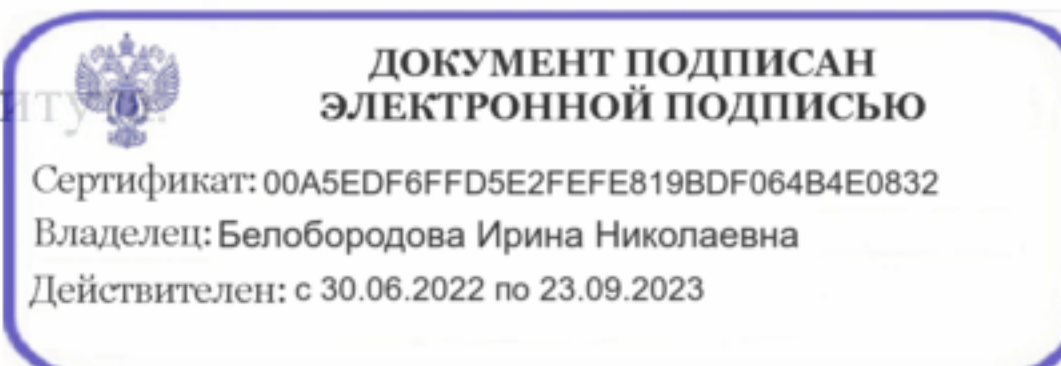 ДОКУМЕНТ ПОДПИСАН
ЭЛЕКТРОННОЙ ПОДПИСЬЮ
Сертификат: 00A5EDF6FFD5E2FEFE819BDF064B4E0832
Владелец: Белобородова Ирина Николаевна
Действителен: с 30.06.2022 по 23.09.2023